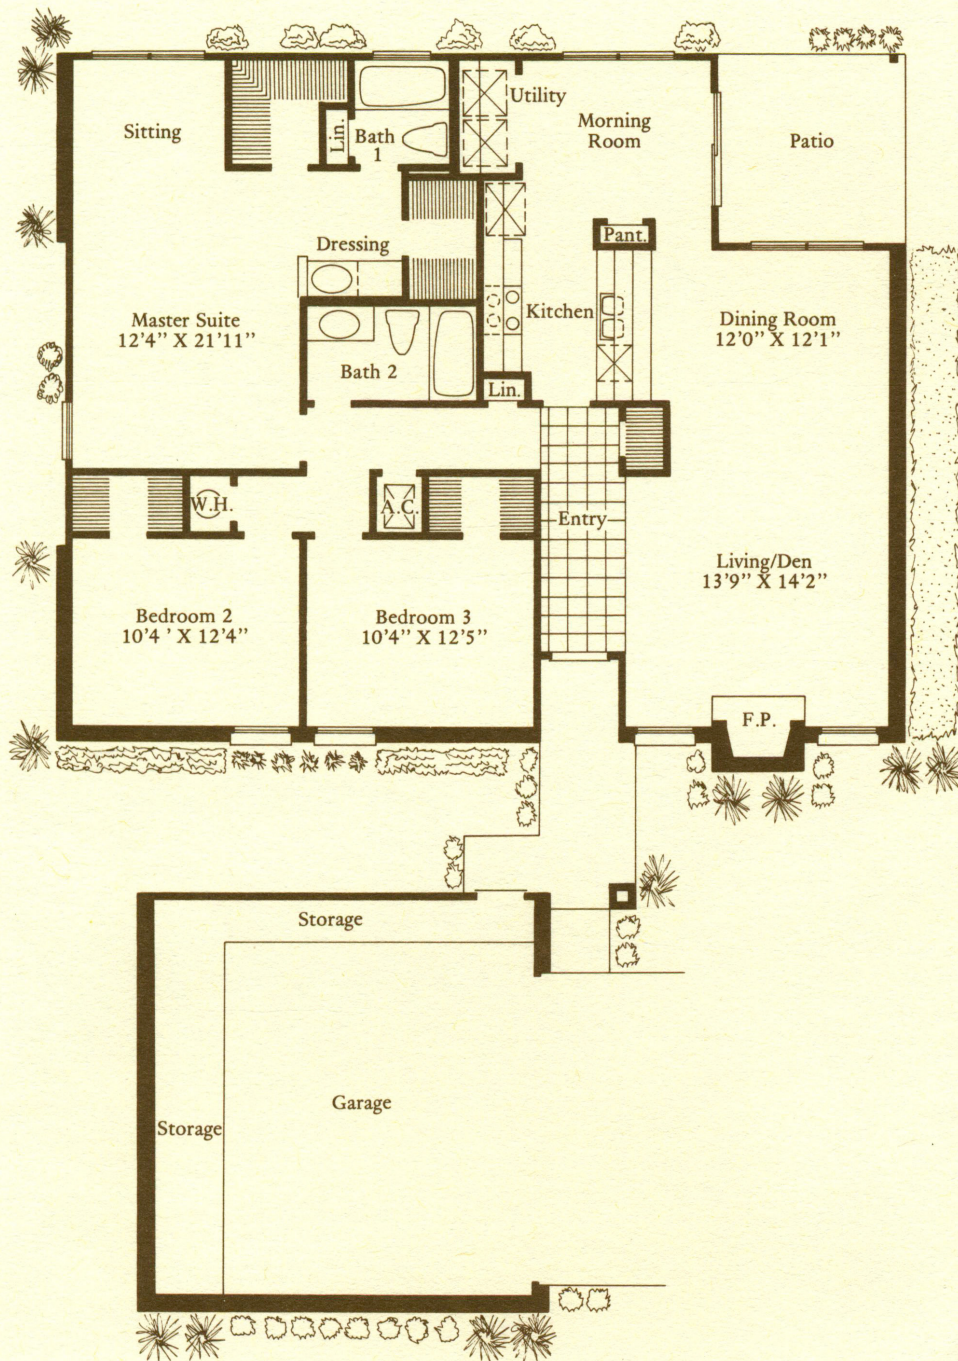 Sitting
Lin.
Bath
1
Utility
Morning
Room
Patio
Dressing
Pant.
Master Suite
12'4" X 21'11"
Kitchen
Dining Room
12'0" X 12'1"
Bath 2
Lin.
W.H.
A.C.
Entry
Living/Den
13'9" X 14'2"
Bedroom 2
10'4 ' X 12'4"
Bedroom 3
10'4" X 12'5"
F.P.
Storage
Garage
Storage